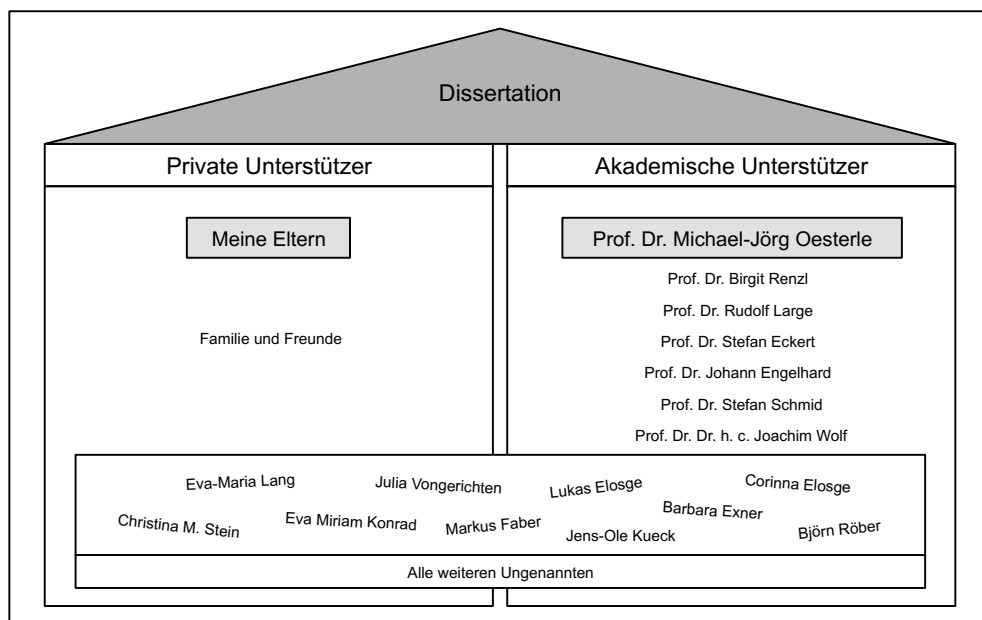 Dissertation
Private Unterstützer
Akademische Unterstützer
Meine Eltern
Prof. Dr. Michael-Jörg Oesterle
Prof. Dr. Birgit Renzl
Prof. Dr. Rudolf Large
Familie und Freunde
Prof. Dr. Stefan Eckert
Prof. Dr. Johann Engelhard
Prof. Dr. Stefan Schmid
Prof. Dr. Dr. h. c. Joachim Wolf
Eva-Maria Lang
Julia Vongerichten
Lukas Elosge
Corinna Elosge
Christina M. Stein
Eva Miriam Konrad
Markus Faber
Barbara Exner
Jens-Ole Kueck
Björn Röber
Alle weiteren Ungenannten